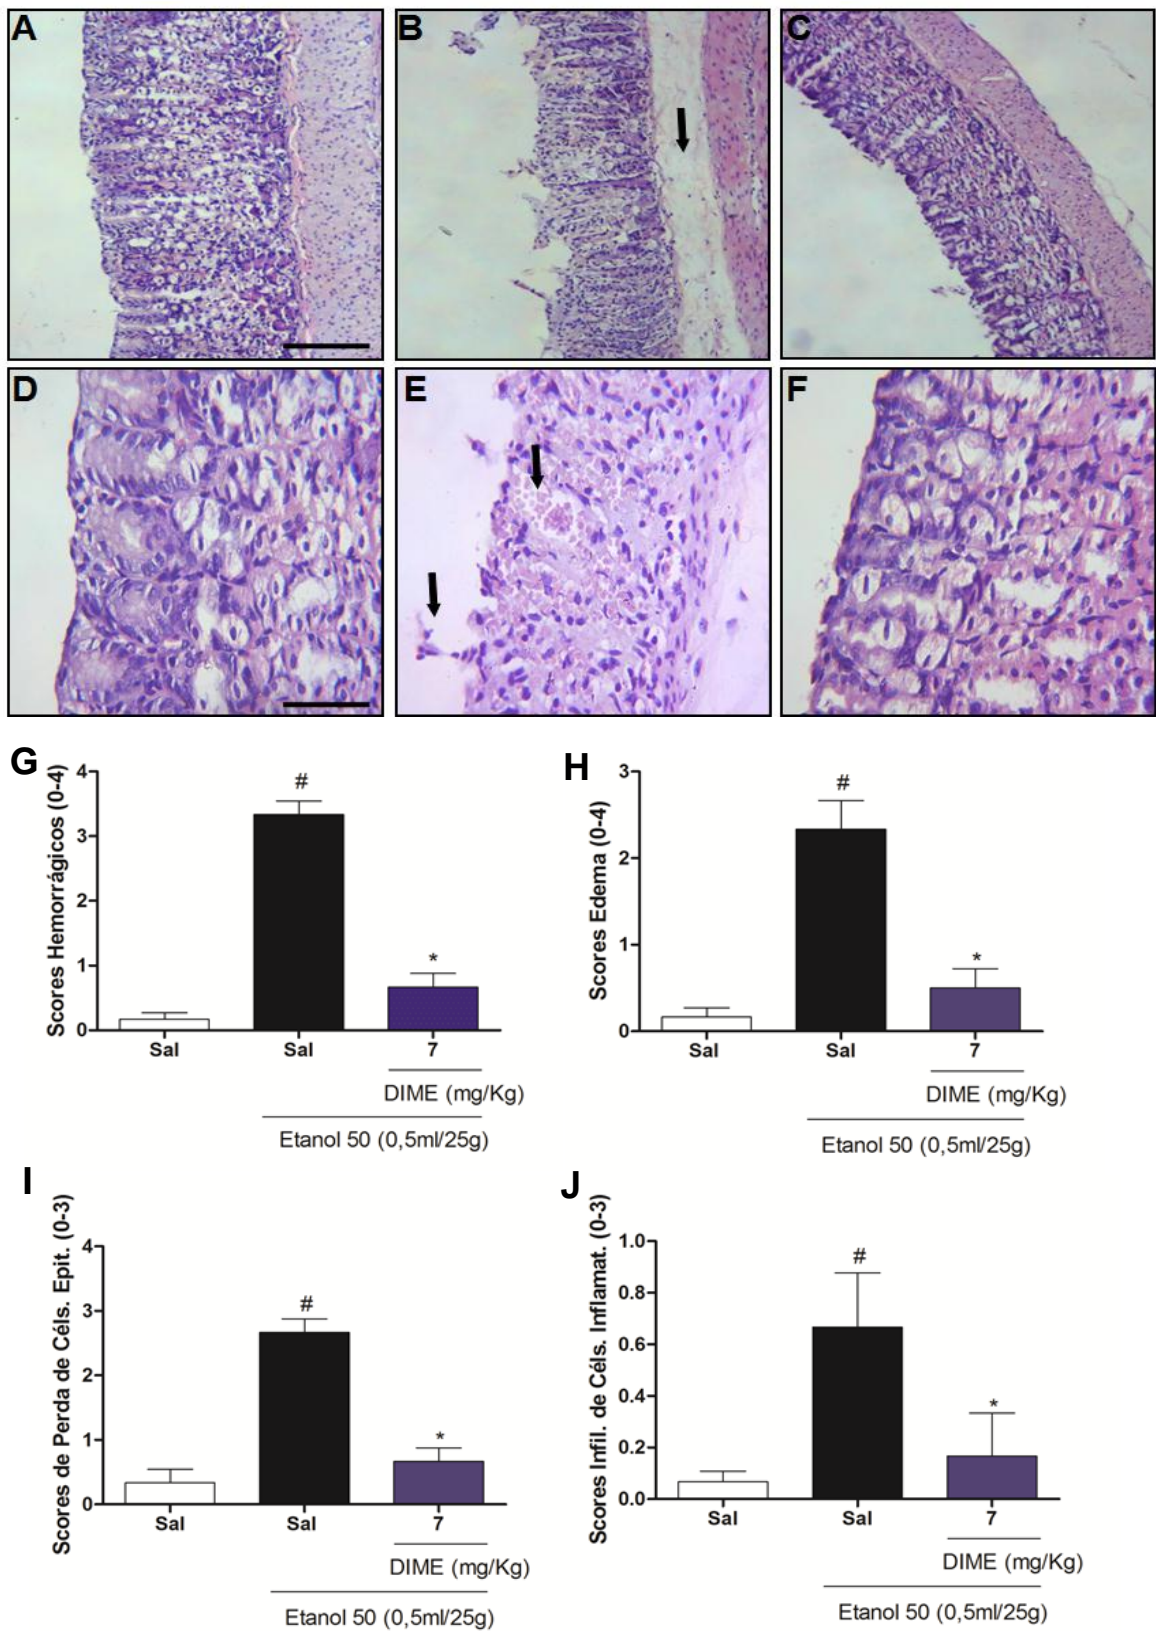 A
B
C
D
E
F
G
Scores Hemorrágicos (0-4)
4
3
2
1
0
#
*
Sal
Sal
7
DIME (mg/Kg)
Etanol 50 (0,5ml/25g)
H
Scores Edema (0-4)
3
2
1
0
#
*
Sal
Sal
7
DIME (mg/Kg)
Etanol 50 (0,5ml/25g)
I
Scores de Perda de Céls. Epit. (0-3)
4
3
2
1
0
#
*
Sal
Sal
7
DIME (mg/Kg)
Etanol 50 (0,5ml/25g)
J
Scores Infil. de Céls. Inflamat. (0-3)
1.0
0.8
0.6
0.4
0.2
0.0
#
*
Sal
Sal
7
DIME (mg/Kg)
Etanol 50 (0,5ml/25g)